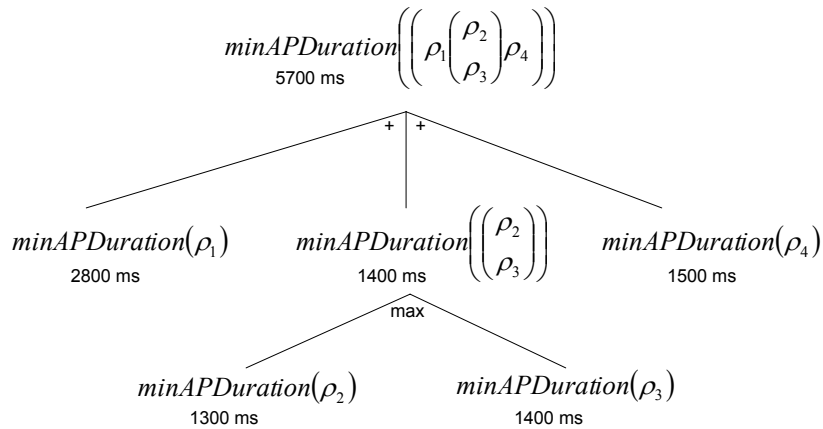 minAPDuration((ρ₁(ρ₂ ρ₃)ρ₄))
5700 ms
+ +
minAPDuration(ρ₁) minAPDuration((ρ₂ ρ₃)) minAPDuration(ρ₄)
2800 ms 1400 ms 1500 ms
max
minAPDuration(ρ₂) minAPDuration(ρ₃)
1300 ms 1400 ms